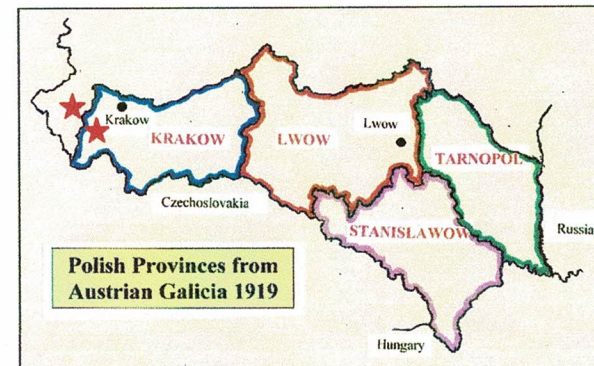 Krakow
KRAKOW
LWOW
Lwow
TARNOPOL
Czechoslovakia
STANISŁAWOW
Russia
Polish Provinces from
Austrian Galicia 1919
Hungary